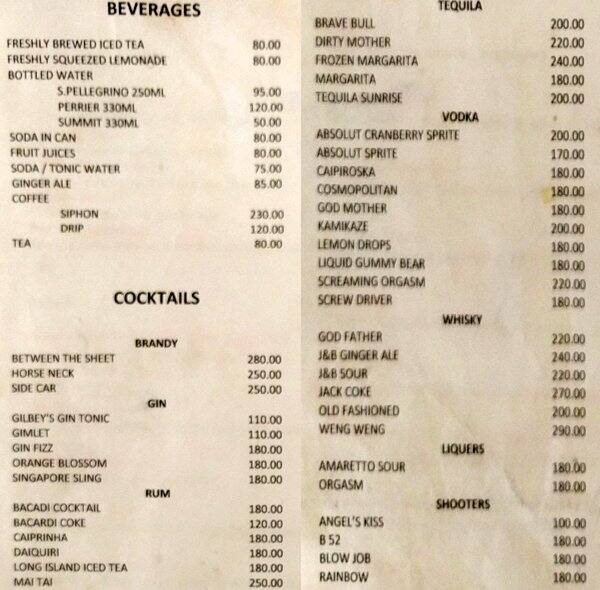 BEVERAGES
FRESHLY BREWED ICED TEA 80.00
FRESHLY SQUEEZED LEMONADE 80.00
BOTTLED WATER
S.PELLEGRINO 250ML 95.00
PERRIER 330ML 120.00
SUMMIT 330ML 50.00
SODA IN CAN 80.00
FRUIT JUICES 80.00
SODA / TONIC WATER 75.00
GINGER ALE 85.00
COFFEE
SIPHON 230.00
DRIP 120.00
TEA 80.00
COCKTAILS
BRANDY
BETWEEN THE SHEET 280.00
HORSE NECK 250.00
SIDE CAR 250.00
GIN
GILBEY'S GIN TONIC 110.00
GIMLET 110.00
GIN FIZZ 180.00
ORANGE BLOSSOM 180.00
SINGAPORE SLING 180.00
RUM
BACADI COCKTAIL 180.00
BACARDI COKE 120.00
CAIPRINHA 180.00
DAIQUIRI 180.00
LONG ISLAND ICED TEA 180.00
MAI TAI 250.00
TEQUILA
BRAVE BULL 200.00
DIRTY MOTHER 220.00
FROZEN MARGARITA 240.00
MARGARITA 180.00
TEQUILA SUNRISE 200.00
VODKA
ABSOLUT CRANBERRY SPRITE 200.00
ABSOLUT SPRITE 170.00
CAIPIROSKA 180.00
COSMOPOLITAN 180.00
GOD MOTHER 180.00
KAMIKAZE 200.00
LEMON DROPS 180.00
LIQUID GUMMY BEAR 180.00
SCREAMING ORGASM 220.00
SCREW DRIVER 180.00
WHISKY
GOD FATHER 220.00
J&B GINGER ALE 240.00
J&B SOUR 220.00
JACK COKE 270.00
OLD FASHIONED 200.00
WENG WENG 290.00
LIQUERS
AMARETTO SOUR 180.00
ORGASM 180.00
SHOOTERS
ANGEL'S KISS 100.00
B 52 180.00
BLOW JOB 180.00
RAINBOW 180.00